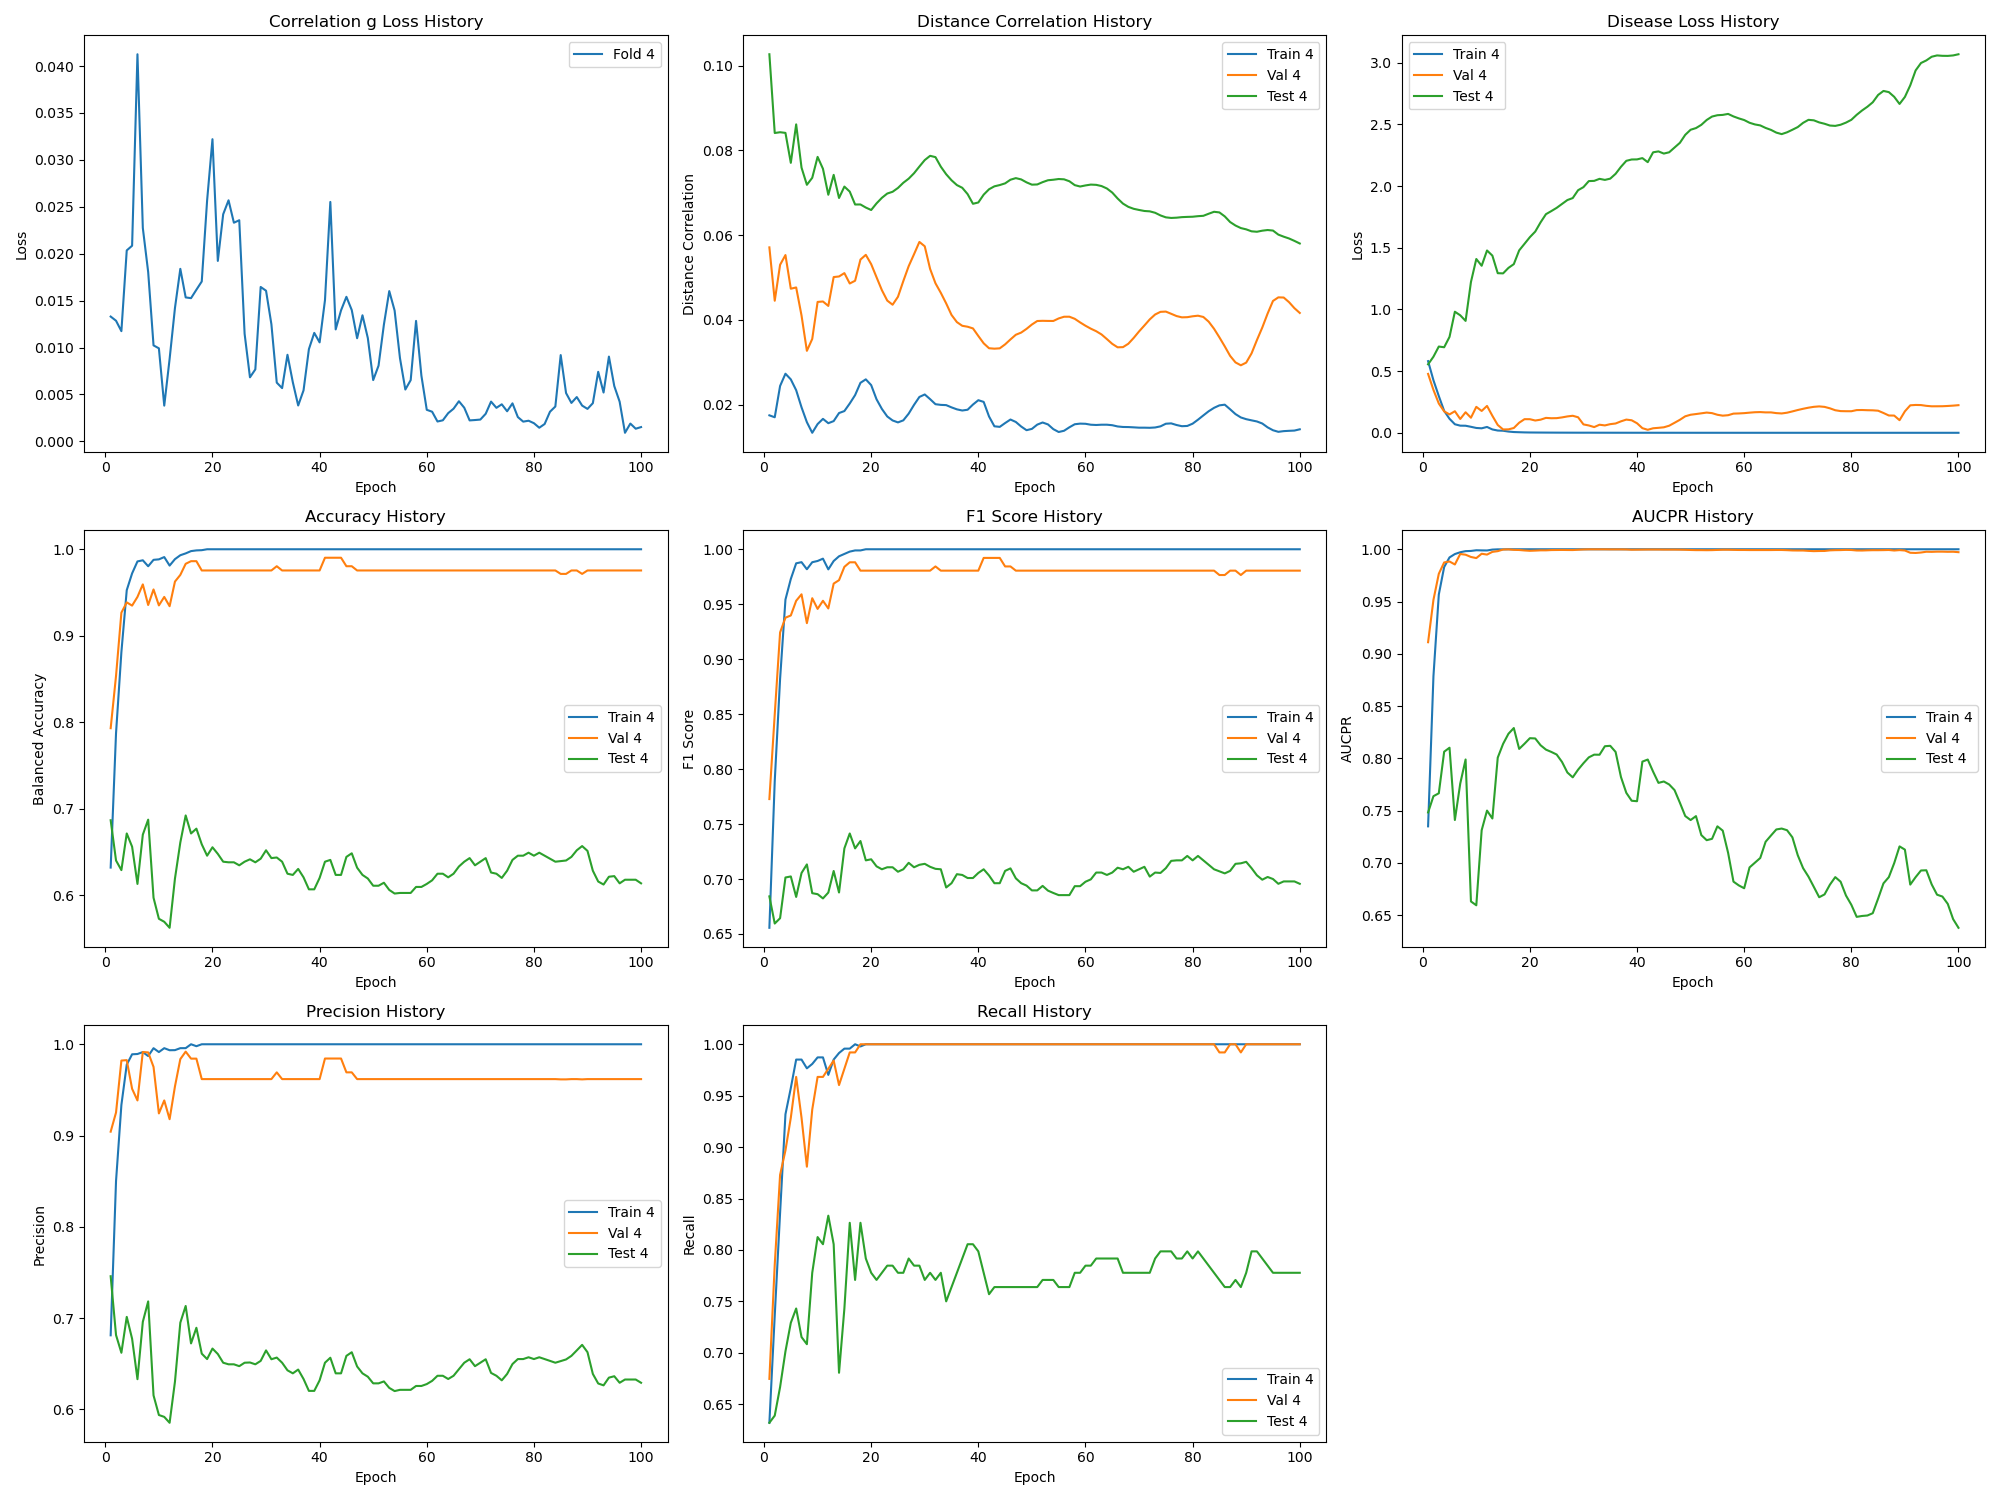 Correlation g Loss History
Loss
0.040
0.035
0.030
0.025
0.020
0.015
0.010
0.005
0.000
0 20 40 60 80 100
Epoch
Fold 4
Distance Correlation History
Distance Correlation
0.10
0.08
0.06
0.04
0.02
0 20 40 60 80 100
Epoch
Train 4
Val 4
Test 4
Disease Loss History
Loss
3.0
2.5
2.0
1.5
1.0
0.5
0.0
0 20 40 60 80 100
Epoch
Train 4
Val 4
Test 4
Accuracy History
Balanced Accuracy
1.0
0.9
0.8
0.7
0.6
0 20 40 60 80 100
Epoch
Train 4
Val 4
Test 4
F1 Score History
F1 Score
1.00
0.95
0.90
0.85
0.80
0.75
0.70
0.65
0 20 40 60 80 100
Epoch
Train 4
Val 4
Test 4
AUCPR History
AUCPR
1.00
0.95
0.90
0.85
0.80
0.75
0.70
0.65
0 20 40 60 80 100
Epoch
Train 4
Val 4
Test 4
Precision History
Precision
1.0
0.9
0.8
0.7
0.6
0 20 40 60 80 100
Epoch
Train 4
Val 4
Test 4
Recall History
Recall
1.00
0.95
0.90
0.85
0.80
0.75
0.70
0.65
0 20 40 60 80 100
Epoch
Train 4
Val 4
Test 4